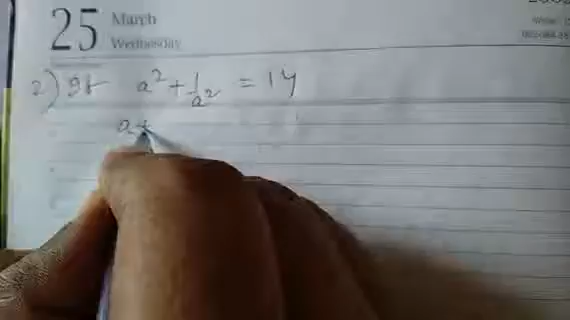 25 March
Wednesday
2) If a² + 1/a² = 14
a +